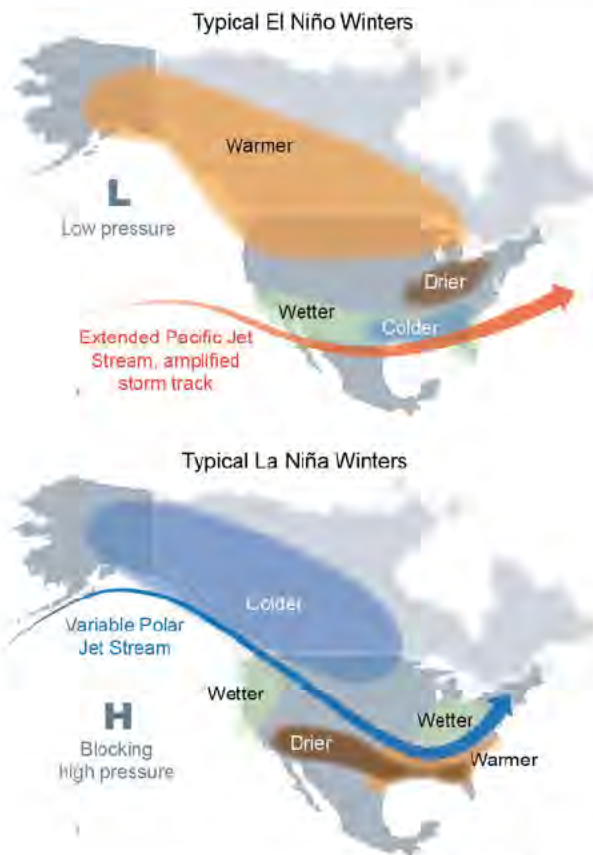 Typical El Niño Winters
Warmer
L
Low pressure
Drier
Wetter
Colder
Extended Pacific Jet
Stream, amplified
storm track
Typical La Niña Winters
Colder
Variable Polar
Jet Stream
Wetter
H
Wetter
Drier
Blocking
high pressure
Warmer